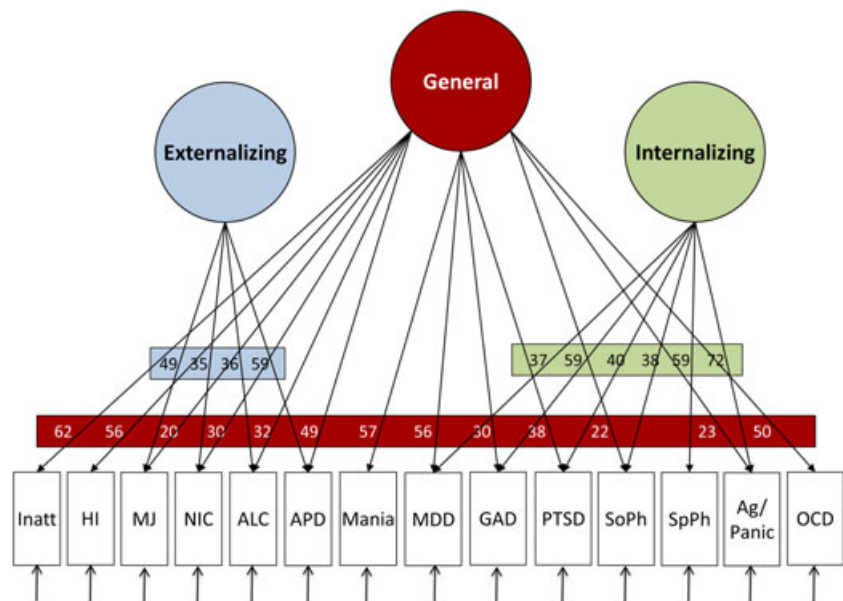 General
Externalizing
Internalizing
49 35 36 59
37 59 40 38 59 72
62 56 20 30 32 49 57 56 30 38 22 23 50
Inatt HI MJ NIC ALC APD Mania MDD GAD PTSD SoPh SpPh Ag/ OCD
Panic